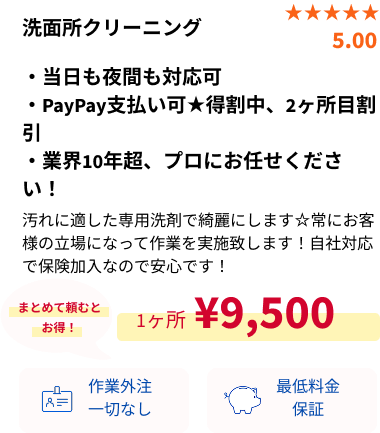 洗面所クリーニング
★★★★★
5.00
・当日も夜間も対応可
・PayPay支払い可★得割中、2ヶ所目割
引
・業界10年超、プロにお任せくださ
い！
汚れに適した専用洗剤で綺麗にします☆常にお客
様の立場になって作業を実施致します！自社対応
で保険加入なので安心です！
まとめて頼むと
お得！
1ヶ所 ¥9,500
作業外注
一切なし
最低料金
保証